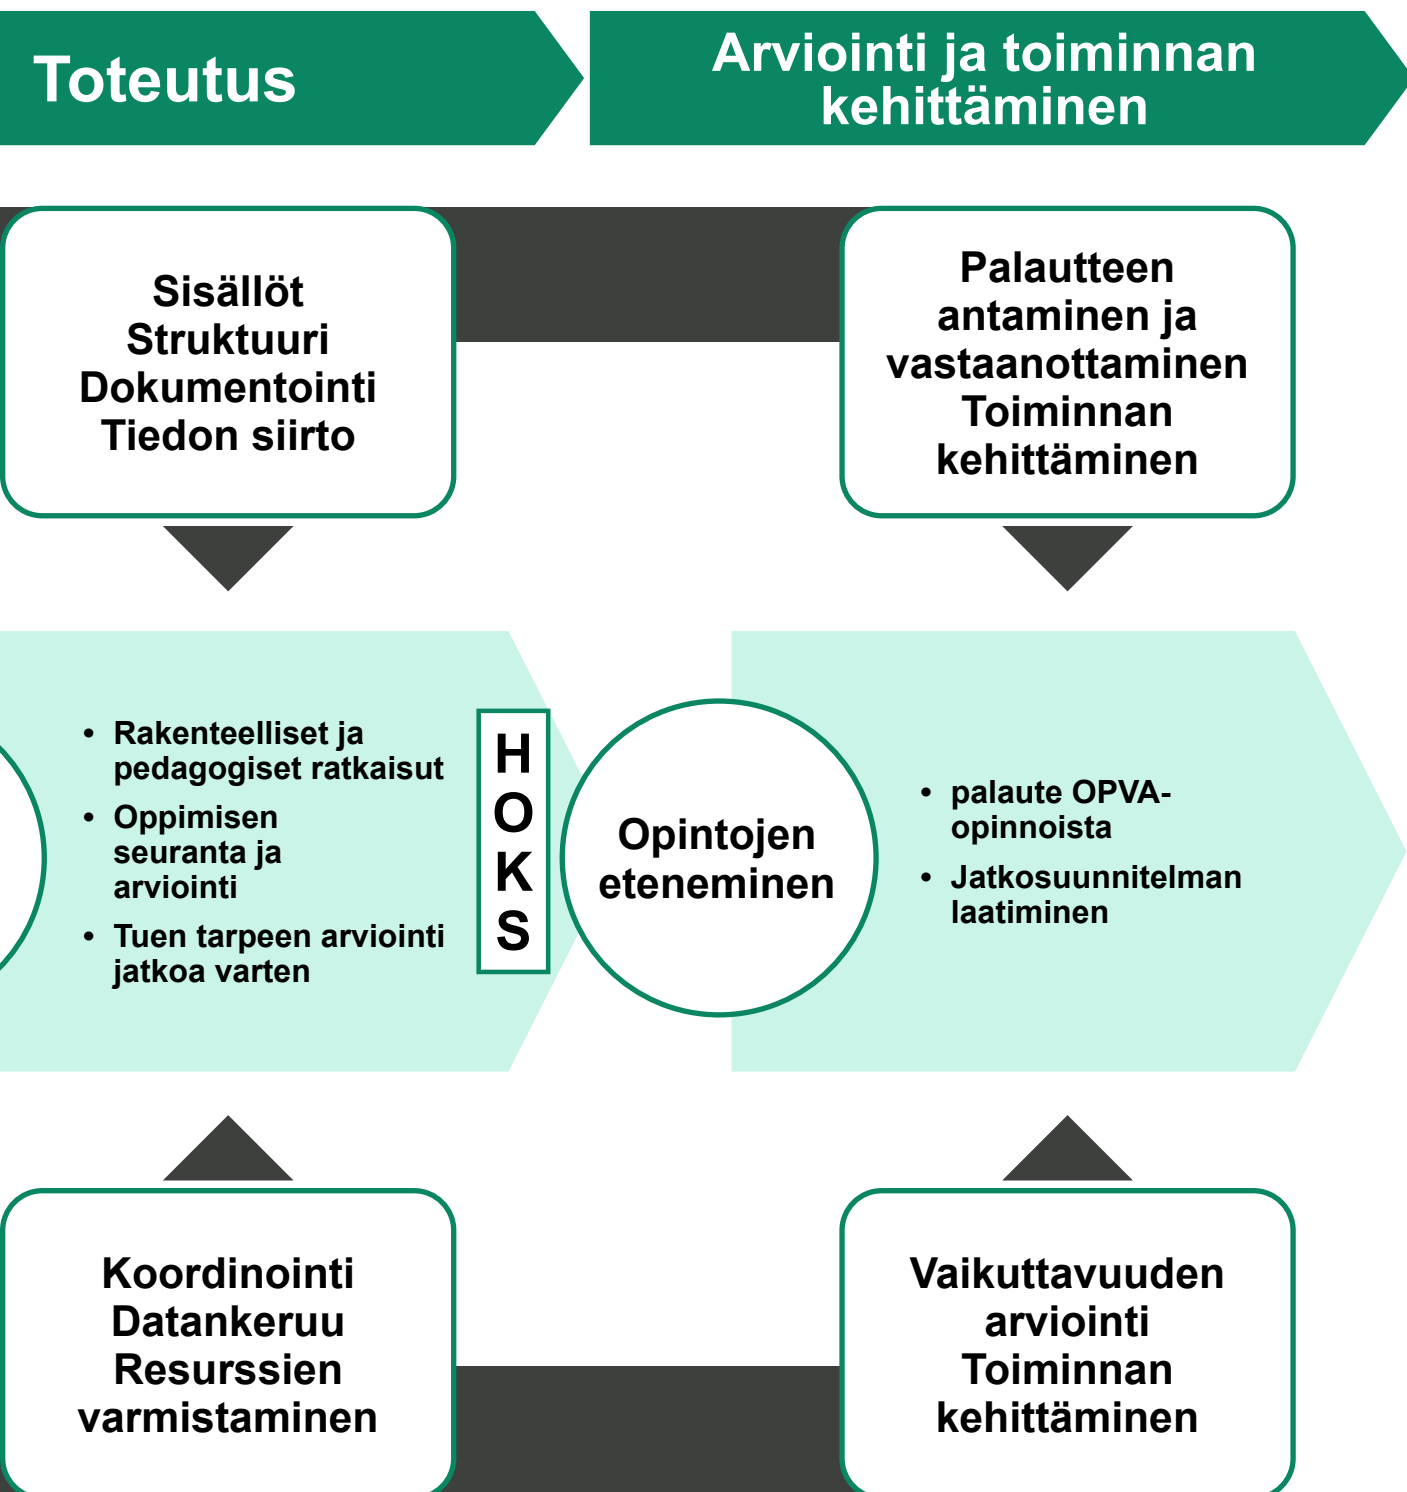 Toteutus
Arviointi ja toiminnan
kehittäminen
Sisällöt
Struktuuri
Dokumentointi
Tiedon siirto
Palautteen
antaminen ja
vastaanottaminen
Toiminnan
kehittäminen
• Rakenteelliset ja
pedagogiset ratkaisut
• Oppimisen
seuranta ja
arviointi
• Tuen tarpeen arviointi
jatkoa varten
H
O
K
S
Opintojen
eteneminen
• palaute OPVA-
opinnoista
• Jatkosuunnitelman
laatiminen
Koordinointi
Datankeruu
Resurssien
varmistaminen
Vaikuttavuuden
arviointi
Toiminnan
kehittäminen